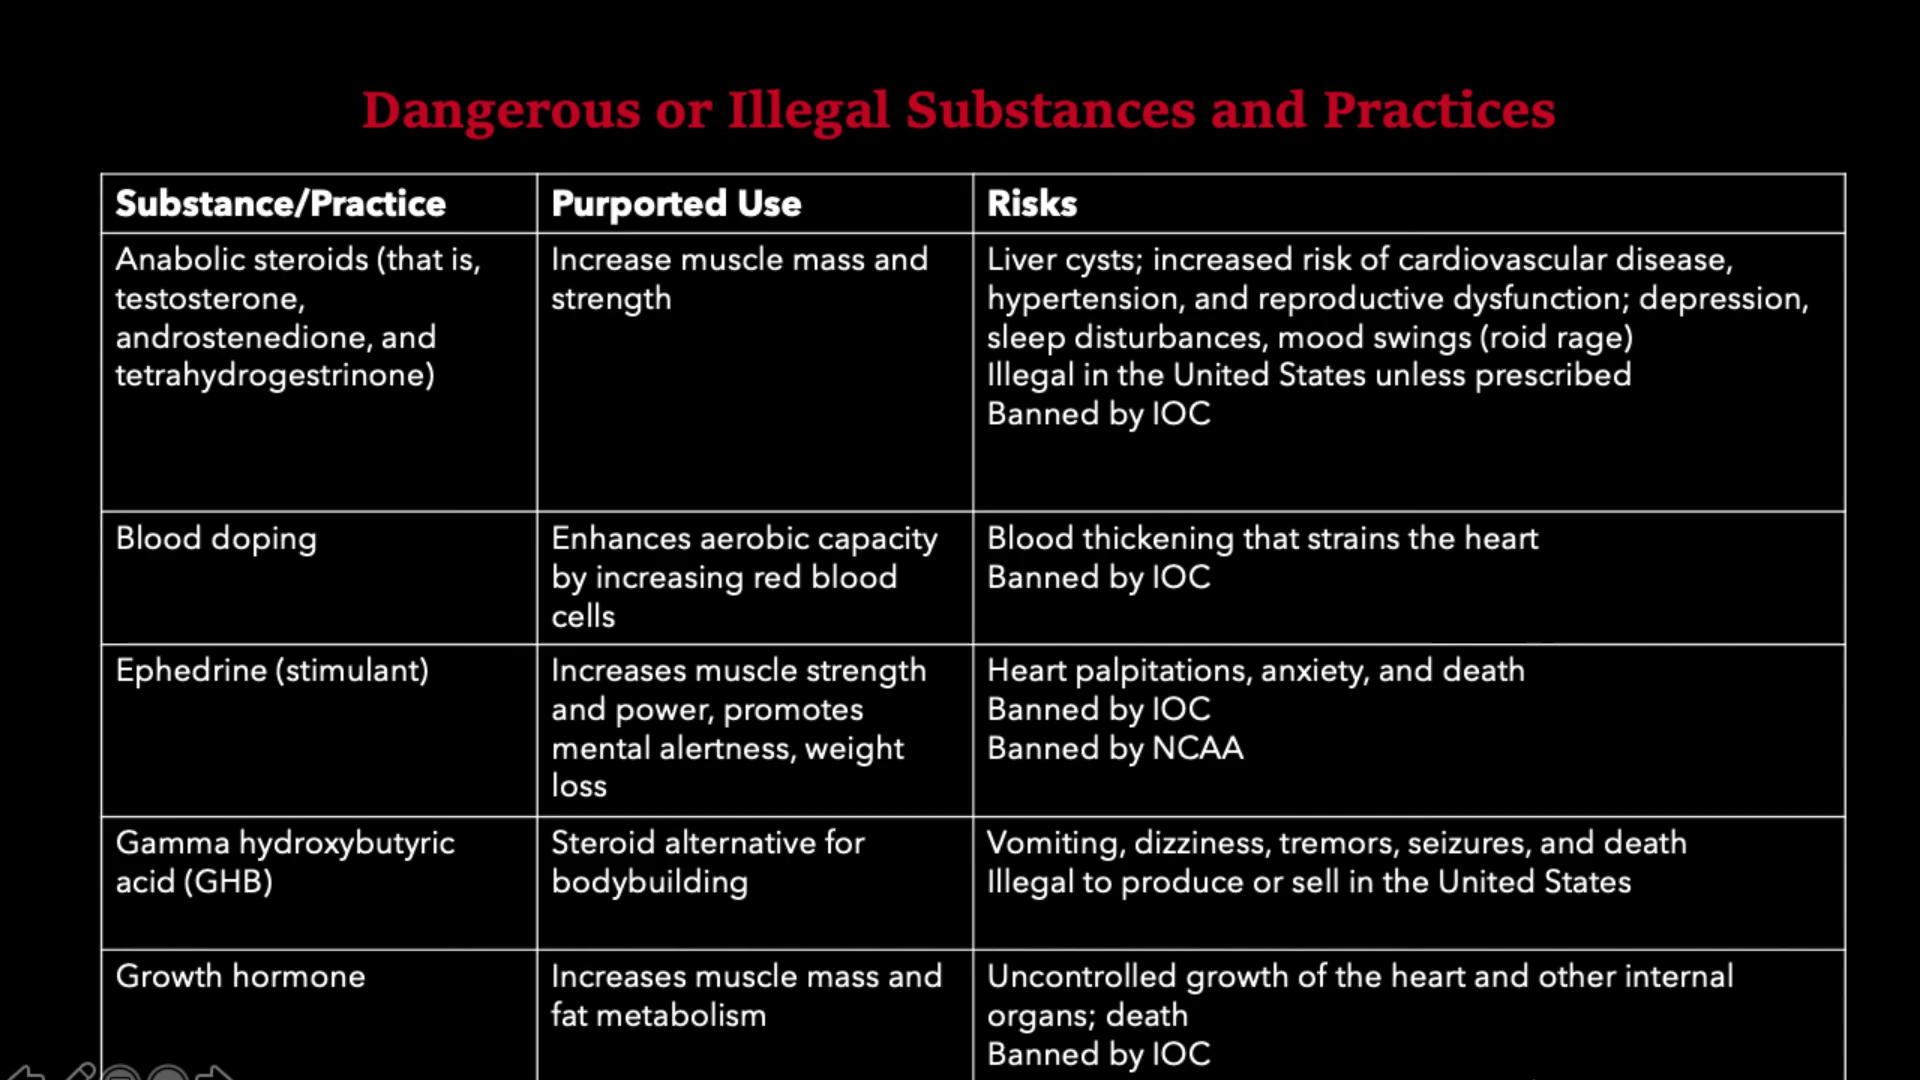 Dangerous or Illegal Substances and Practices
Substance/Practice
Purported Use
Risks
Anabolic steroids (that is,
testosterone,
androstenedione, and
tetrahydrogestrinone)
Increase muscle mass and
strength
Liver cysts; increased risk of cardiovascular disease,
hypertension, and reproductive dysfunction; depression,
sleep disturbances, mood swings (roid rage)
Illegal in the United States unless prescribed
Banned by IOC
Blood doping
Enhances aerobic capacity
by increasing red blood
cells
Blood thickening that strains the heart
Banned by IOC
Ephedrine (stimulant)
Increases muscle strength
and power, promotes
mental alertness, weight
loss
Heart palpitations, anxiety, and death
Banned by IOC
Banned by NCAA
Gamma hydroxybutyric
acid (GHB)
Steroid alternative for
bodybuilding
Vomiting, dizziness, tremors, seizures, and death
Illegal to produce or sell in the United States
Growth hormone
Increases muscle mass and
fat metabolism
Uncontrolled growth of the heart and other internal
organs; death
Banned by IOC